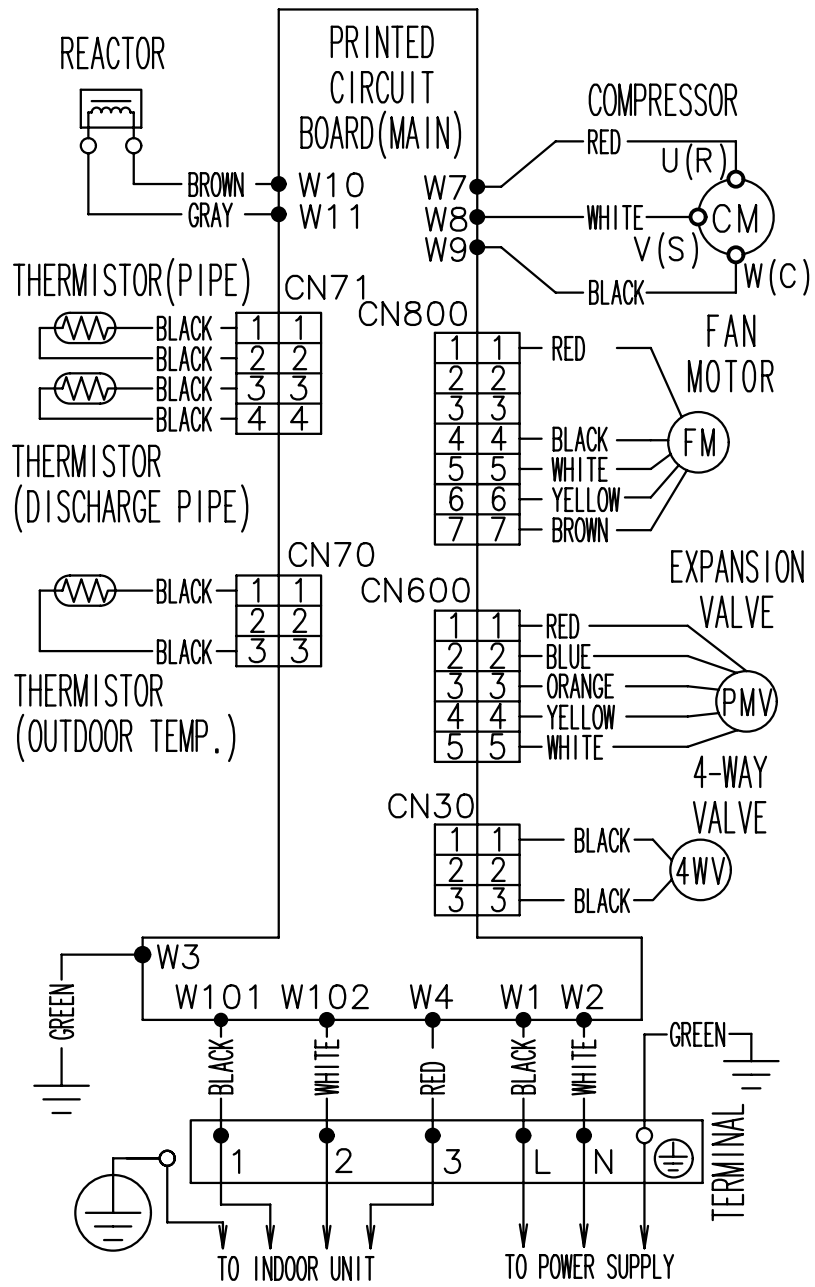 REACTOR
PRINTED
CIRCUIT
BOARD(MAIN)
COMPRESSOR
RED
U(R)
BROWN
W10
W7
GRAY
W11
W8
WHITE
CM
V(S)
W9
W(C)
BLACK
THERMISTOR(PIPE)
CN71
BLACK 1 1
BLACK 2 2
BLACK 3 3
BLACK 4 4
THERMISTOR
(DISCHARGE PIPE)
CN800
FAN
MOTOR
1 1 RED
2 2
3 3
4 4 BLACK
FM
5 5 WHITE
6 6 YELLOW
7 7 BROWN
CN70
BLACK 1 1
2 2
BLACK 3 3
THERMISTOR
(OUTDOOR TEMP.)
CN600
EXPANSION
VALVE
1 1 RED
2 2 BLUE
3 3 ORANGE
PMV
4 4 YELLOW
5 5 WHITE
CN30
4-WAY
VALVE
1 1 BLACK
2 2
4WV
3 3 BLACK
W3
GREEN
W101 W102 W4 W1 W2
GREEN
BLACK WHITE RED BLACK WHITE
TERMINAL
1 2 3 L N
TO INDOOR UNIT
TO POWER SUPPLY